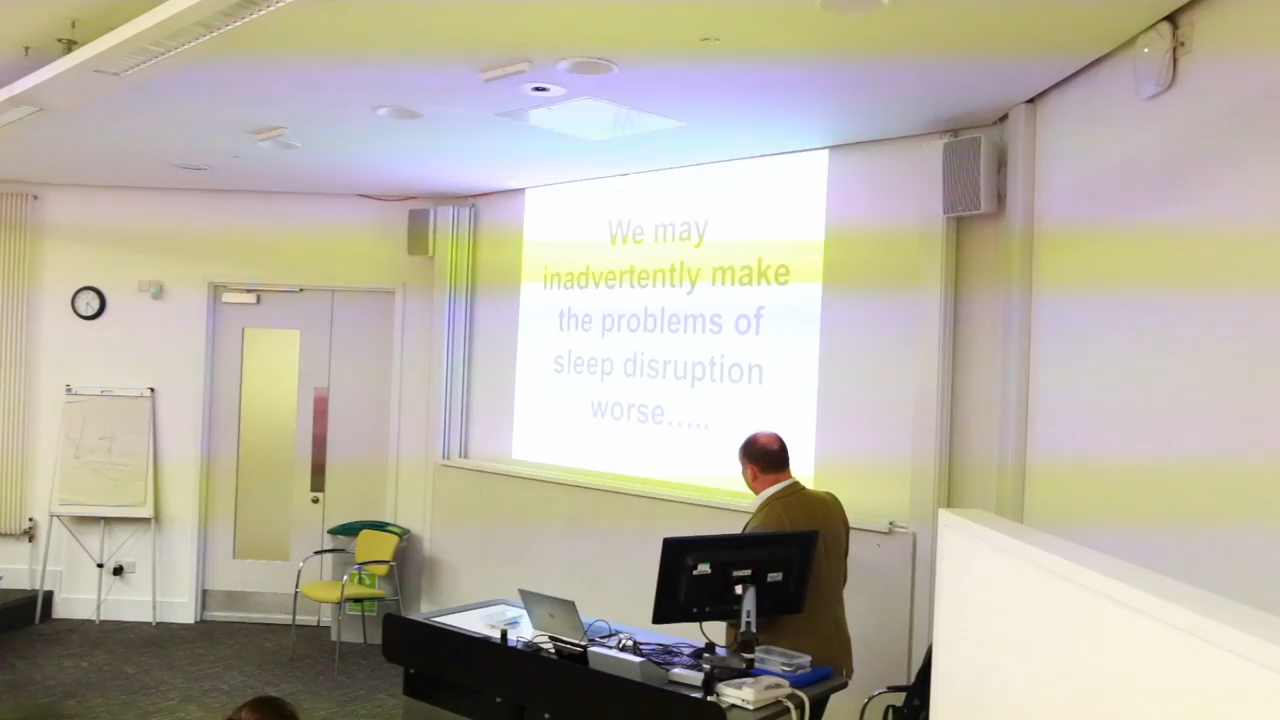 We may
inadvertently make
the problems of
sleep disruption
worse.....